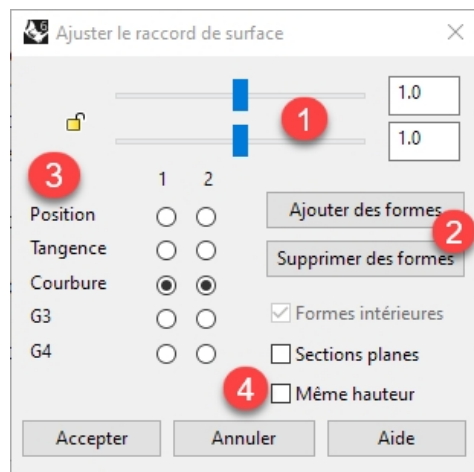 Ajuster le raccord de surface
1.0
1
1.0
3
1 2
Position
Ajouter des formes
2
Tangence
Supprimer des formes
Courbure
G3
Formes intérieures
G4
Sections planes
4
Même hauteur
Accepter Annuler Aide